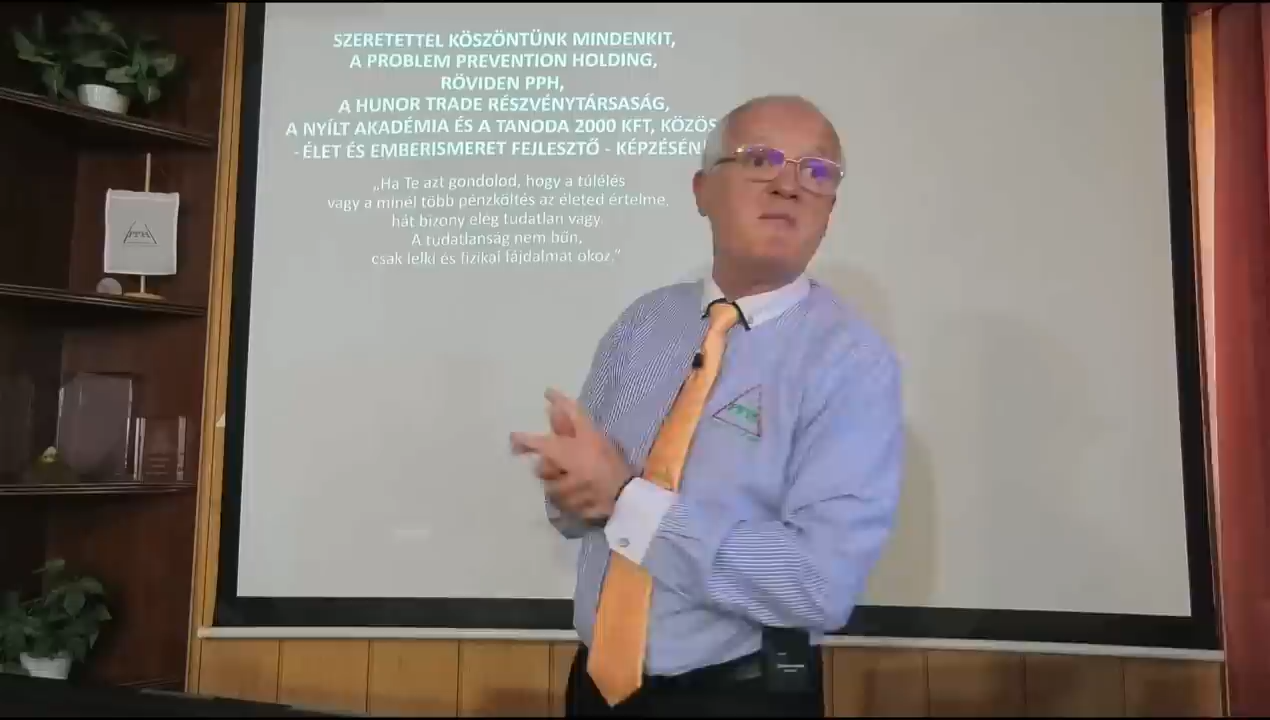 SZERETETTEL KÖSZÖNTÜNK MINDENKIT,
A PROBLEM PREVENTION HOLDING,
RÖVIDEN PPH,
A HUNOR TRADE RÉSZVÉNYTÁRSASÁG,
A NYÍLT AKADÉMIA ÉS A TANODA 2000 KFT, KÖZÖS
- ÉLET ÉS EMBERISMERET FEJLESZTŐ - KÉPZÉSÉN!
„Ha Te azt gondolod, hogy a túlélés
vagy a minél több pénzköltés az életed értelme,
hát bizony elég tudatlan vagy.
A tudatlanság nem bűn,
csak lelki és fizikai fájdalmat okoz.”
PPH
PPH